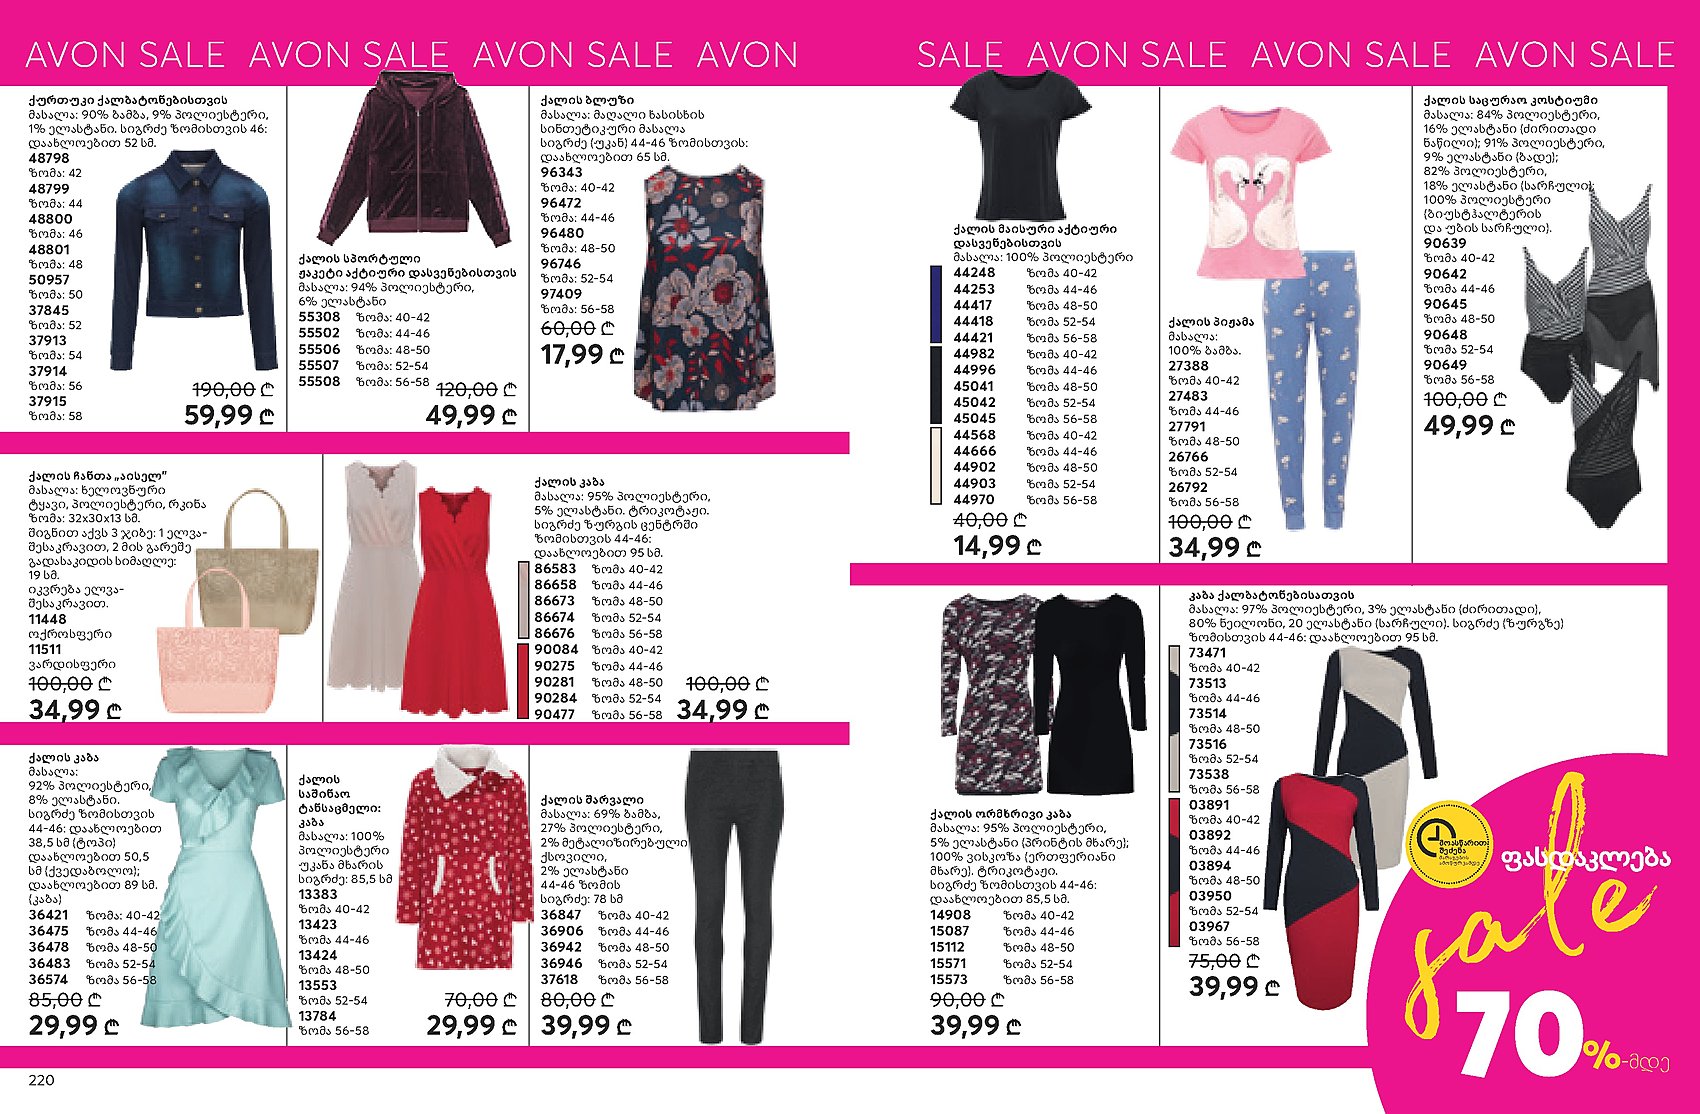 AVON SALE AVON SALE AVON SALE AVON
SALE AVON SALE AVON SALE AVON SALE
ქურთუკი ქალბატონებისთვის
მასალა: 90% ბამბა, 9% პოლიესტერი,
1% ელასტანი. სიგრძე ზომისთვის 46:
დაახლოებით 52 სმ.
48798
ზომა: 42
48799
ზომა: 44
48800
ზომა: 46
48801
ზომა: 48
50957
ზომა: 50
37845
ზომა: 52
37913
ზომა: 54
37914
ზომა: 56
37915
ზომა: 58
190,00 ₾
59,99 ₾
ქალის სპორტული
ჟაკეტი აქტიური დასვენებისთვის
მასალა: 94% პოლიესტერი,
6% ელასტანი
55308 ზომა: 40-42
55502 ზომა: 44-46
55506 ზომა: 48-50
55507 ზომა: 52-54
55508 ზომა: 56-58
120,00 ₾
49,99 ₾
ქალის ბლუზი
მასალა: მაღალი ხასისხის
სინთეტიკური მასალა
სიგრძე (უკან) 44-46 ზომისთვის:
დაახლოებით 65 სმ.
96343
ზომა: 40-42
96472
ზომა: 44-46
96480
ზომა: 48-50
96746
ზომა: 52-54
97409
ზომა: 56-58
60,00 ₾
17,99 ₾
ქალის მაისური აქტიური
დასვენებისთვის
მასალა: 100% პოლიესტერი
44248 ზომა 40-42
44253 ზომა 44-46
44417 ზომა 48-50
44418 ზომა 52-54
44421 ზომა 56-58
44982 ზომა 40-42
44996 ზომა 44-46
45041 ზომა 48-50
45042 ზომა 52-54
45045 ზომა 56-58
44568 ზომა 40-42
44666 ზომა 44-46
44902 ზომა 48-50
44903 ზომა 52-54
44970 ზომა 56-58
40,00 ₾
14,99 ₾
ქალის პიჟამა
მასალა:
100% ბამბა.
27388
ზომა 40-42
27483
ზომა 44-46
27791
ზომა 48-50
26766
ზომა 52-54
26792
ზომა 56-58
100,00 ₾
34,99 ₾
ქალის საცურაო კოსტიუმი
მასალა: 84% პოლიესტერი,
16% ელასტანი (ძირითადი
ნაწილი); 91% პოლიესტერი,
9% ელასტანი (ბადე);
82% პოლიესტერი,
18% ელასტანი (სარჩული);
100% პოლიესტერი
(ბიუსტჰალტერის
და უბის სარჩული).
90639
ზომა 40-42
90642
ზომა 44-46
90645
ზომა 48-50
90648
ზომა 52-54
90649
ზომა 56-58
100,00 ₾
49,99 ₾
ქალის ჩანთა „აისელ”
მასალა: ხელოვნური
ტყავი, პოლიესტერი, რკინა
ზომა: 32x30x13 სმ.
შიგნით აქვს 3 ჯიბე: 1 ელვა-
შესაკრავით, 2 მის გარეშე
გადასაკიდის სიმაღლე:
19 სმ.
იკვრება ელვა-
შესაკრავით.
11448
ოქროსფერი
11511
ვარდისფერი
100,00 ₾
34,99 ₾
ქალის კაბა
მასალა: 95% პოლიესტერი,
5% ელასტანი. ტრიკოტაჟი.
სიგრძე ზურგის ცენტრში
ზომისთვის 44-46:
დაახლოებით 95 სმ.
86583 ზომა 40-42
86658 ზომა 44-46
86673 ზომა 48-50
86674 ზომა 52-54
86676 ზომა 56-58
90084 ზომა 40-42
90275 ზომა 44-46
90281 ზომა 48-50
90284 ზომა 52-54
90477 ზომა 56-58
100,00 ₾
34,99 ₾
ქალის კაბა
მასალა:
92% პოლიესტერი,
8% ელასტანი.
სიგრძე ზომისთვის
44-46: დაახლოებით
38,5 სმ (ტოპი)
დაახლოებით 50,5
სმ (ქვედაბოლო);
დაახლოებით 89 სმ.
(კაბა)
36421 ზომა: 40-42
36475 ზომა 44-46
36478 ზომა 48-50
36483 ზომა 52-54
36574 ზომა 56-58
85,00 ₾
29,99 ₾
ქალის
საშინაო
ტანსაცმელი:
კაბა
მასალა: 100%
პოლიესტერი
უკანა მხარის
სიგრძე: 85,5 სმ
13383
ზომა 40-42
13423
ზომა 44-46
13424
ზომა 48-50
13553
ზომა 52-54
13784
ზომა 56-58
70,00 ₾
29,99 ₾
ქალის შარვალი
მასალა: 69% ბამბა,
27% პოლიესტერი,
2% მეტალიზირებული
ქსოვილი,
2% ელასტანი
44-46 ზომის
სიგრძე: 78 სმ
36847 ზომა 40-42
36906 ზომა 44-46
36942 ზომა 48-50
36946 ზომა 52-54
37618 ზომა 56-58
80,00 ₾
39,99 ₾
ქალის ორმხრივი კაბა
მასალა: 95% პოლიესტერი,
5% ელასტანი (პრინტის მხარე);
100% ვისკოზა (ერთფერიანი
მხარე). ტრიკოტაჟი.
სიგრძე ზომისთვის 44-46:
დაახლოებით 85,5 სმ.
14908 ზომა 40-42
15087 ზომა 44-46
15112 ზომა 48-50
15571 ზომა 52-54
15573 ზომა 56-58
90,00 ₾
39,99 ₾
კაბა ქალბატონებისათვის
მასალა: 97% პოლიესტერი, 3% ელასტანი (ძირითადი),
80% ნეილონი, 20 ელასტანი (სარჩული). სიგრძე (ზურგზე)
ზომისთვის 44-46: დაახლოებით 95 სმ.
73471
ზომა 40-42
73513
ზომა 44-46
73514
ზომა 48-50
73516
ზომა 52-54
73538
ზომა 56-58
03891
ზომა 40-42
03892
ზომა 44-46
03894
ზომა 48-50
03950
ზომა 52-54
03967
ზომა 56-58
75,00 ₾
39,99 ₾
მოასწარით
შეძენა
მარაგების
ამოწურვამდე
ფასდაკლება
sale
70%-მდე
220